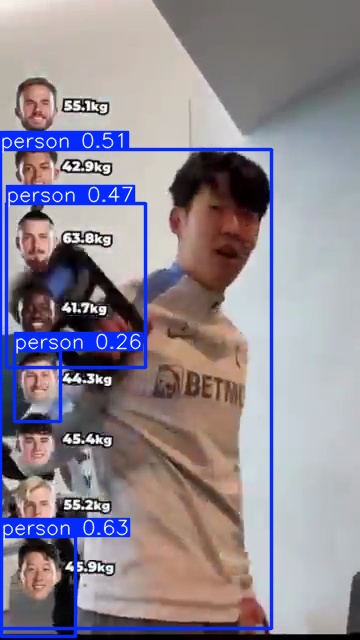 55.1kg
person 0.51
42.9kg
person 0.47
63.8kg
41.7kg
person 0.26
44.3kg
BETM
45.4kg
55.2kg
person 0.63
45.9kg